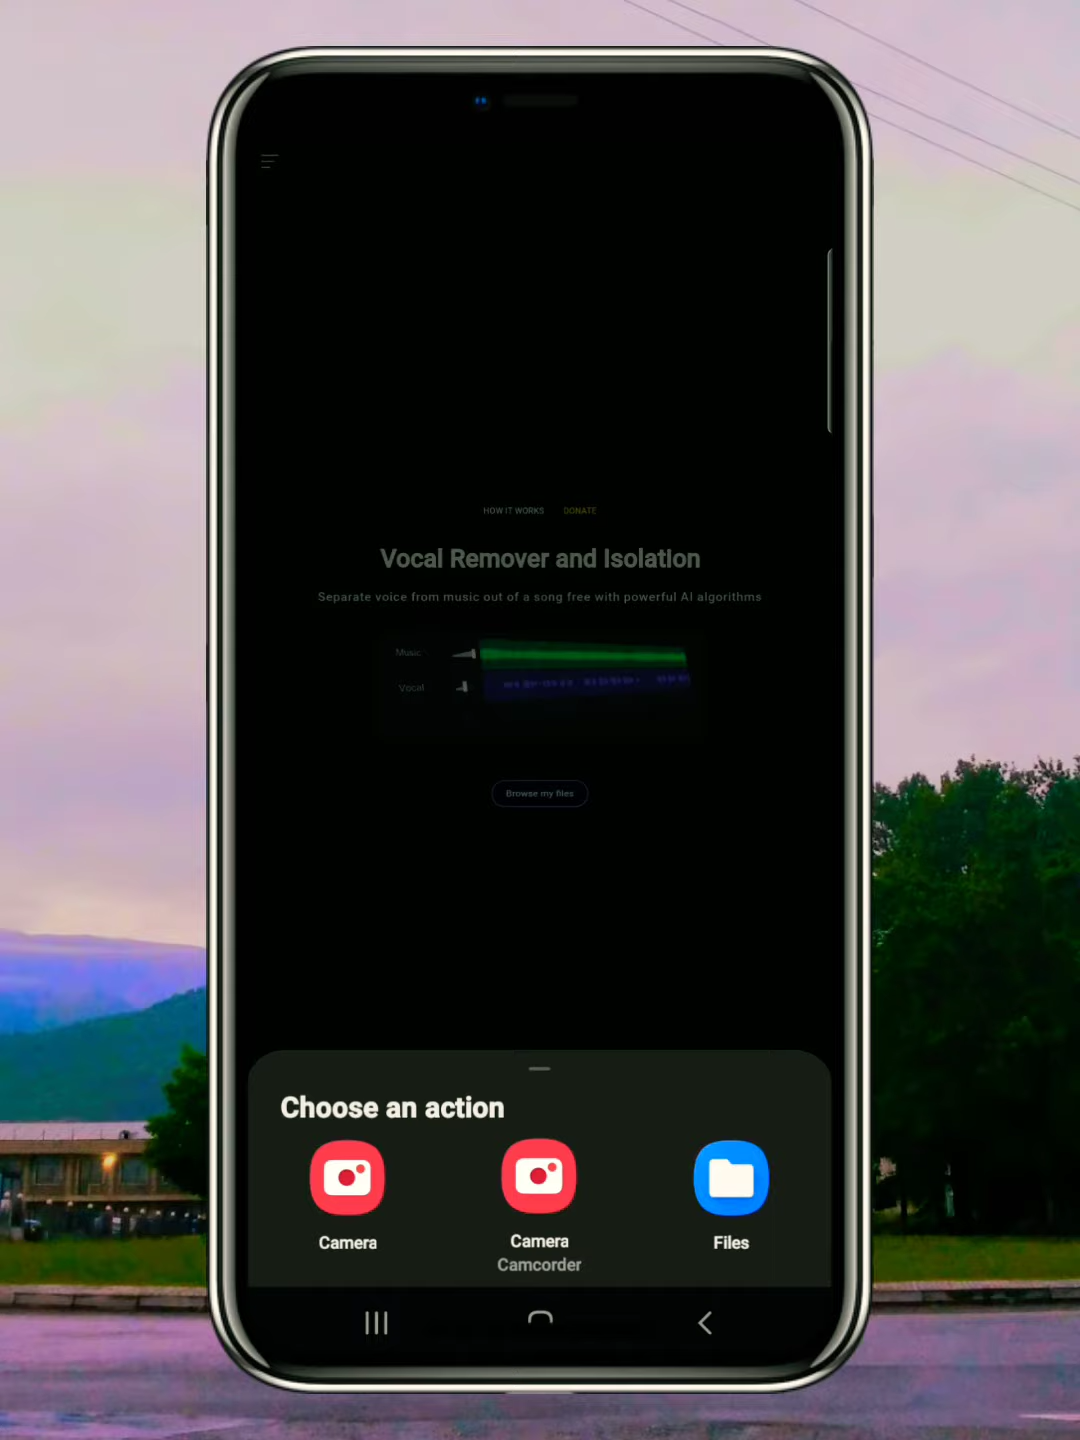 HOW IT WORKS DONATE
Vocal Remover and Isolation
Separate voice from music out of a song free with powerful AI algorithms
Music
Vocal
Browse my files
Choose an action
Camera
Camera
Camcorder
Files